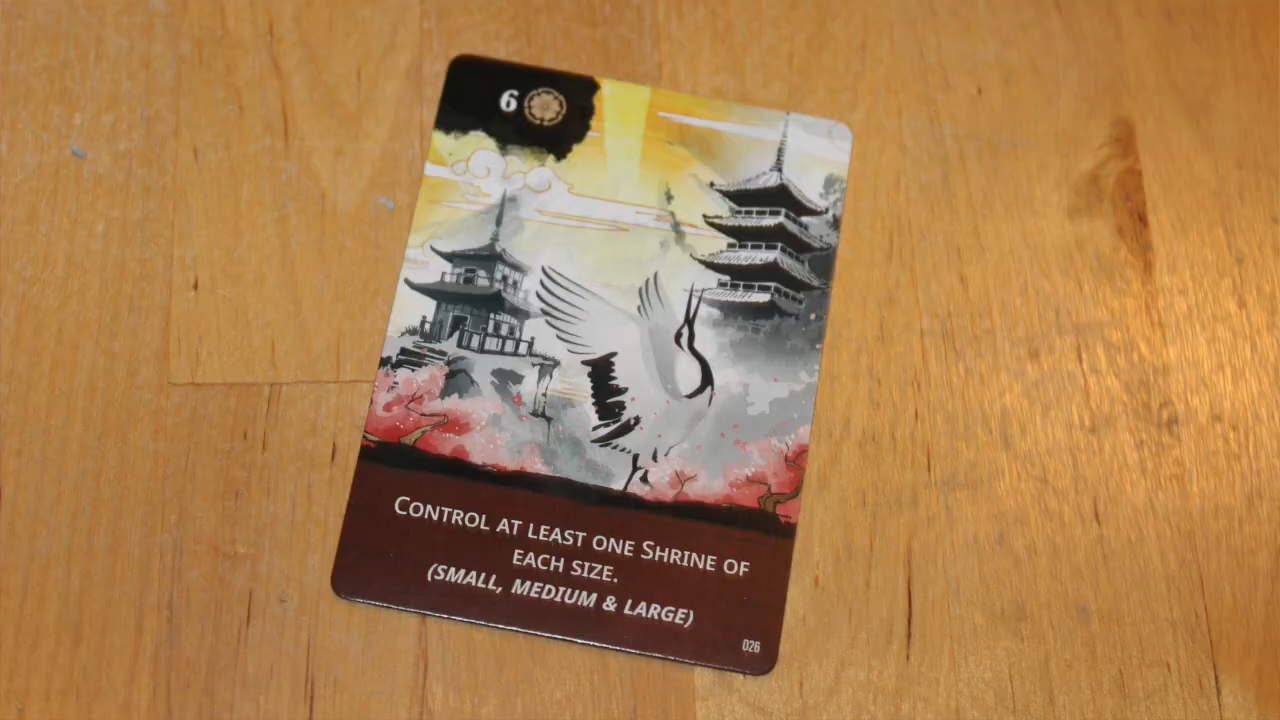 6
Control at least one Shrine of
each size.
(small, medium & large)
026